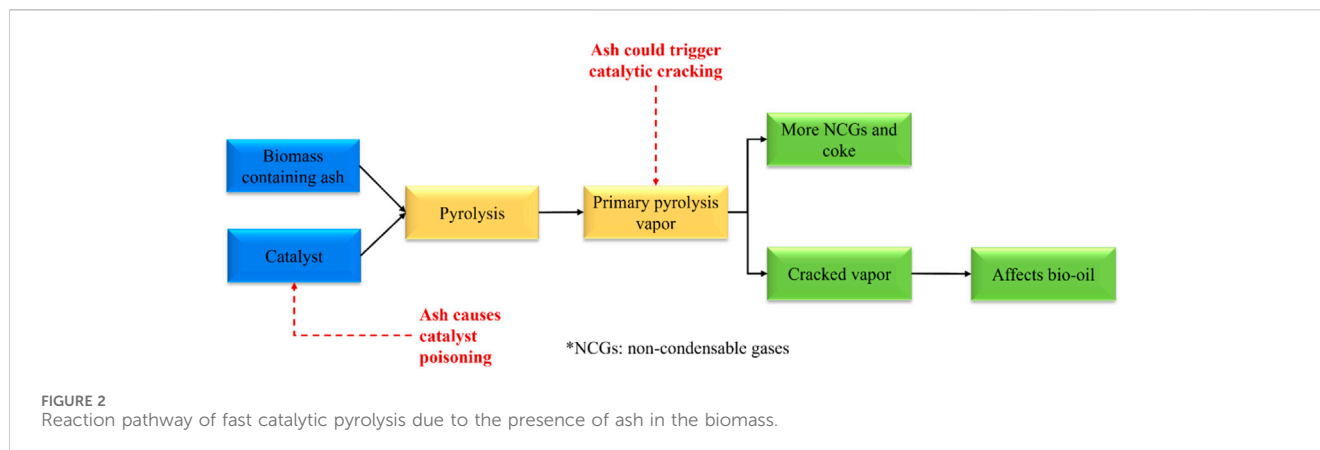 Ash could trigger
catalytic cracking
Biomass
containing ash
Catalyst
Pyrolysis
Primary pyrolysis
vapor
More NCGs and
coke
Cracked vapor
Affects bio-oil
Ash causes
catalyst
poisoning
*NCGs: non-condensable gases
FIGURE 2
Reaction pathway of fast catalytic pyrolysis due to the presence of ash in the biomass.